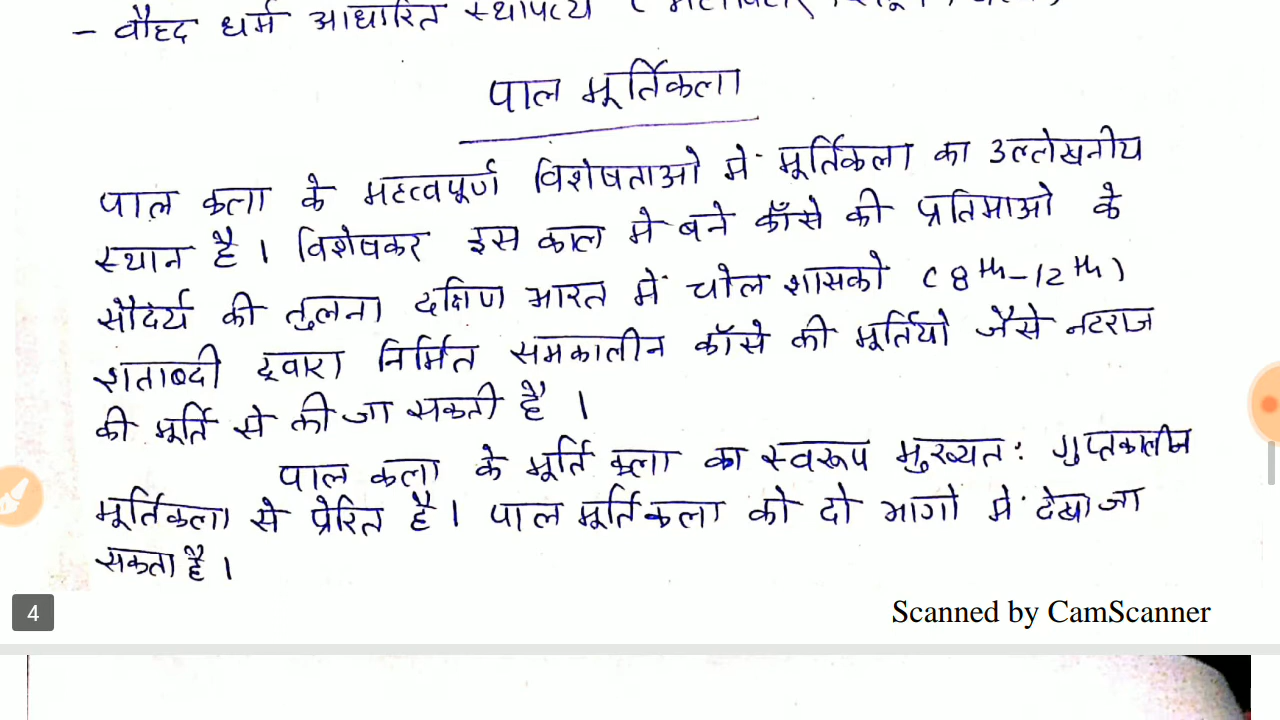 - वौद्द धर्म आधारित स्थापत्य (
पाल मूर्तिकला
पाल कला के महत्वपूर्ण विशेषताओ मे मूर्तिकला का उल्लेखनीय
स्थान है । विशेषकर इस काल मे बने काँसे की प्रतिमाओ के
सौदर्य की तुलना दक्षिण भारत में चोल शासको (8th-12th)
शताब्दी द्वारा निर्मित समकालीन काँसे की मूर्तियो जैसे नटराज
की मूर्ति से की जा सकती है ।
पाल कला के मूर्ति कला का स्वरूप मुख्यत: गुप्तकालीन
मूर्तिकला से प्रेरित है । पाल मूर्तिकला को दो भागो मे देखा जा
सकता है ।
4
Scanned by CamScanner